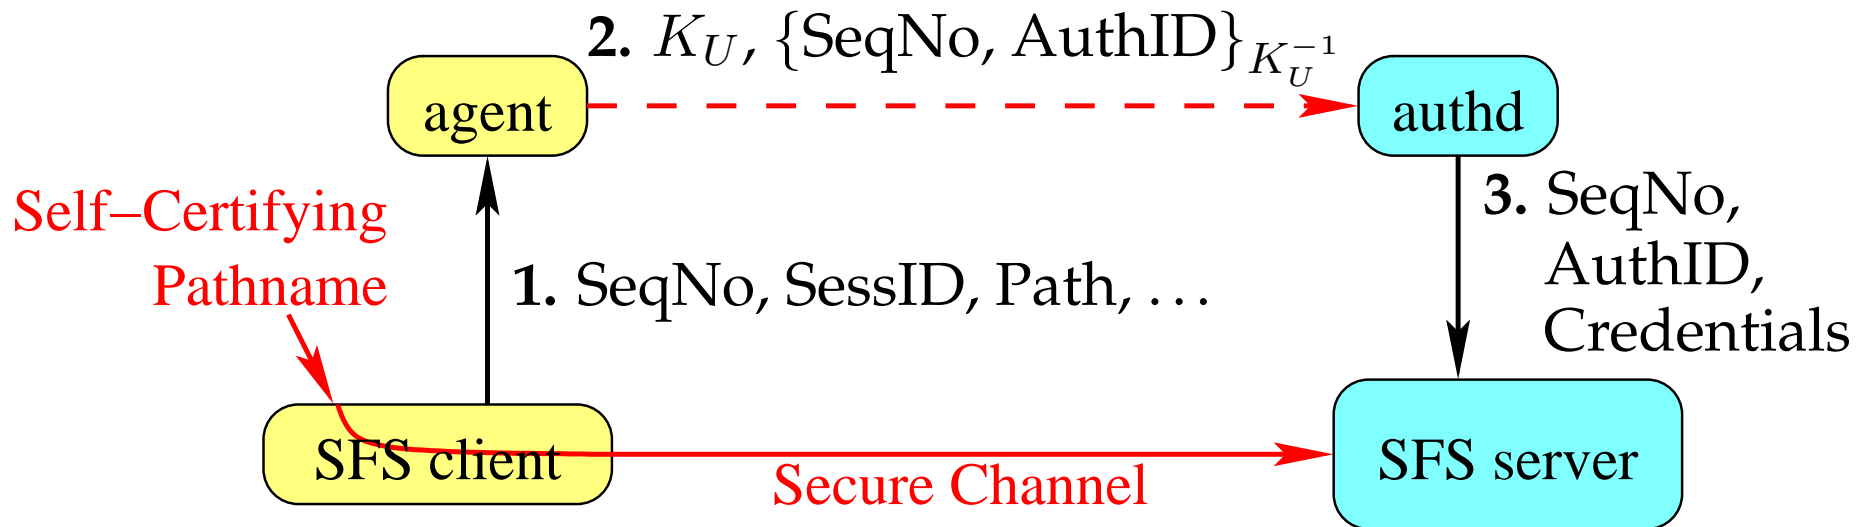 2. K_U, {SeqNo, AuthID}_{K_U^{-1}}
agent
authd
Self–Certifying
Pathname
1. SeqNo, SessID, Path, …
3. SeqNo,
AuthID,
Credentials
SFS client
Secure Channel
SFS server